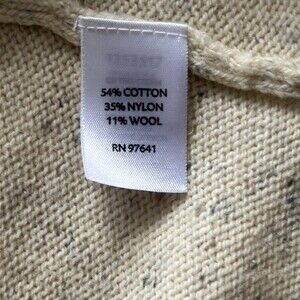 54% COTTON
35% NYLON
11% WOOL
RN 97641